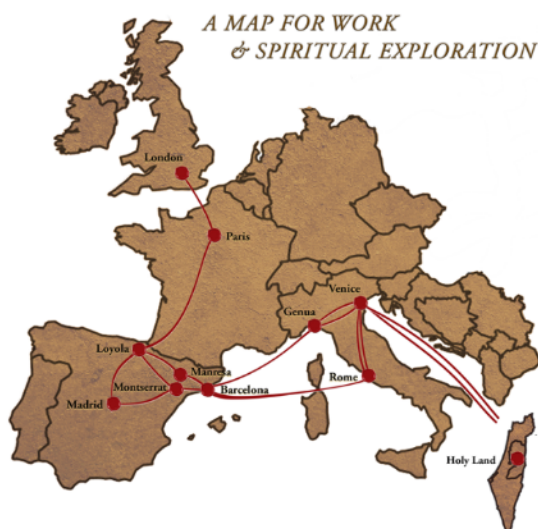 A MAP FOR WORK
& SPIRITUAL EXPLORATION
London
Paris
Venice
Genua
Loyola
Manresa
Montserrat
Barcelona
Rome
Madrid
Holy Land